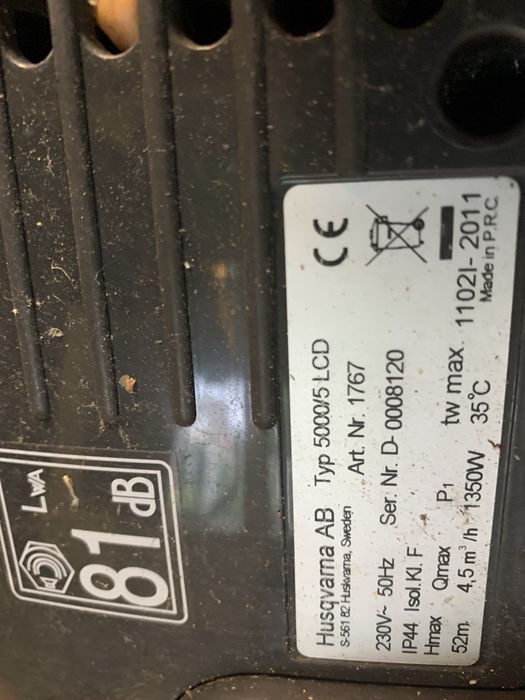 Husqvarna AB Typ 5000/5 LCD CE
S-561 82 Huskvarna, Sweden Art. Nr. 1767
230V~ 50Hz Ser. Nr. D- 0008120
IP44 Isol.Kl. F
Hmax Qmax P1 tw max. 1102I- 2011
52m 4,5 m³/h 1350W 35°C Made in P.R.C
LWA
81 dB